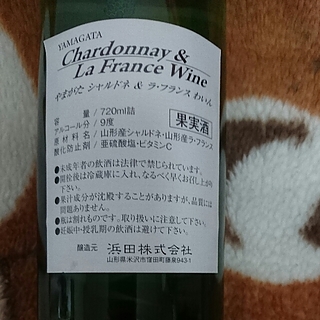 YAMAGATA
Chardonnay &
La France Wine
やまがた シャルドネ & ラ・フランス わいん
容量／720ml詰
アルコール分／9度
原材料名／山形産シャルドネ・山形産ラ・フランス
酸化防止剤／亜硫酸塩・ビタミンC
果実酒
●未成年者の飲酒は法律で禁じられています。
●開栓後は冷蔵庫に入れ、なるべく早くお召し上がり
下さい。
●果汁成分が沈殿することがありますが、品質には
問題がありません。
●瓶は割れものです。取り扱いに注意して下さい。
●妊娠中・授乳期の飲酒は避けて下さい。
醸造元 浜田株式会社
山形県米沢市窪田町藤泉943-1